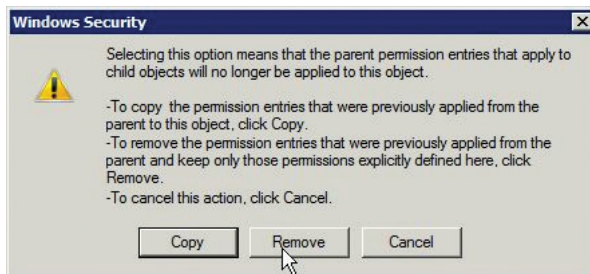 Windows Security
Selecting this option means that the parent permission entries that apply to
child objects will no longer be applied to this object.
-To copy the permission entries that were previously applied from the
parent to this object, click Copy.
-To remove the permission entries that were previously applied from the
parent and keep only those permissions explicitly defined here, click
Remove.
-To cancel this action, click Cancel.
Copy Remove Cancel